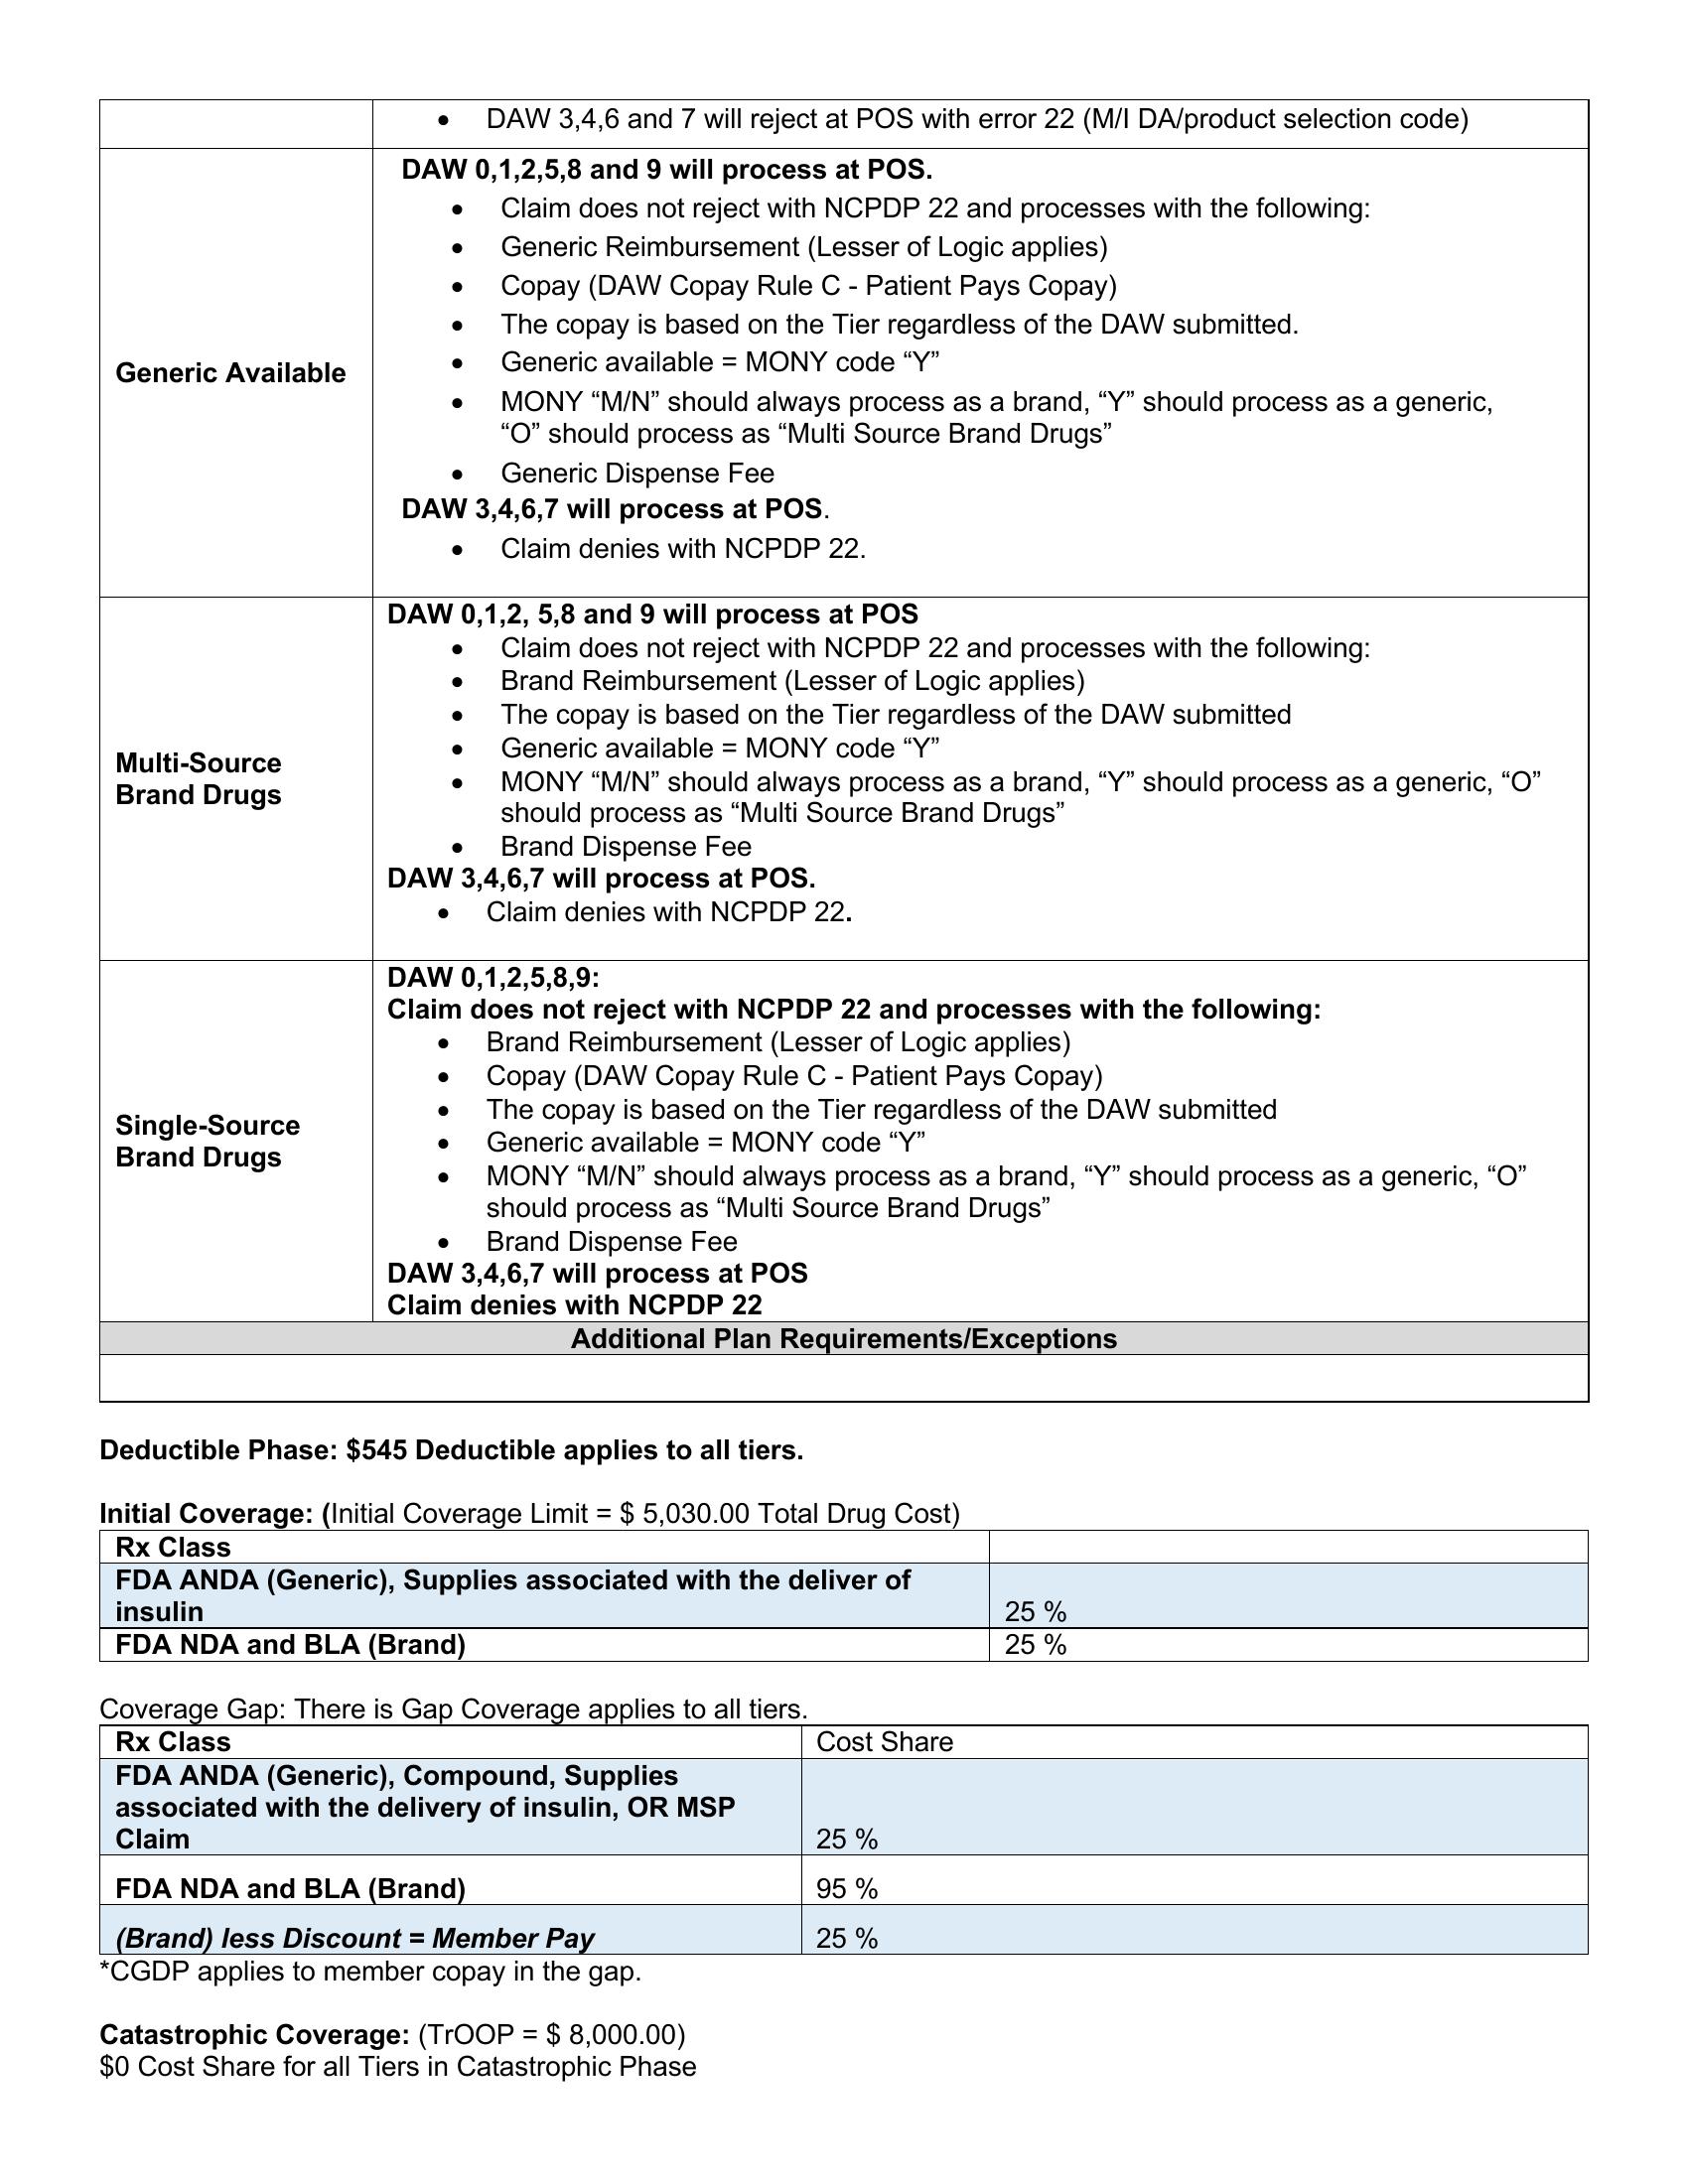 • DAW 3,4,6 and 7 will reject at POS with error 22 (M/I DA/product selection code)
Generic Available
DAW 0,1,2,5,8 and 9 will process at POS.
• Claim does not reject with NCPDP 22 and processes with the following:
• Generic Reimbursement (Lesser of Logic applies)
• Copay (DAW Copay Rule C - Patient Pays Copay)
• The copay is based on the Tier regardless of the DAW submitted.
• Generic available = MONY code “Y”
• MONY “M/N” should always process as a brand, “Y” should process as a generic,
“O” should process as “Multi Source Brand Drugs”
• Generic Dispense Fee
DAW 3,4,6,7 will process at POS.
• Claim denies with NCPDP 22.
Multi-Source
Brand Drugs
DAW 0,1,2, 5,8 and 9 will process at POS
• Claim does not reject with NCPDP 22 and processes with the following:
• Brand Reimbursement (Lesser of Logic applies)
• The copay is based on the Tier regardless of the DAW submitted
• Generic available = MONY code “Y”
• MONY “M/N” should always process as a brand, “Y” should process as a generic, “O”
should process as “Multi Source Brand Drugs”
• Brand Dispense Fee
DAW 3,4,6,7 will process at POS.
• Claim denies with NCPDP 22.
Single-Source
Brand Drugs
DAW 0,1,2,5,8,9:
Claim does not reject with NCPDP 22 and processes with the following:
• Brand Reimbursement (Lesser of Logic applies)
• Copay (DAW Copay Rule C - Patient Pays Copay)
• The copay is based on the Tier regardless of the DAW submitted
• Generic available = MONY code “Y”
• MONY “M/N” should always process as a brand, “Y” should process as a generic, “O”
should process as “Multi Source Brand Drugs”
• Brand Dispense Fee
DAW 3,4,6,7 will process at POS
Claim denies with NCPDP 22
Additional Plan Requirements/Exceptions
Deductible Phase: $545 Deductible applies to all tiers.
Initial Coverage: (Initial Coverage Limit = $ 5,030.00 Total Drug Cost)
Rx Class
FDA ANDA (Generic), Supplies associated with the deliver of
insulin
25 %
FDA NDA and BLA (Brand) 25 %
Coverage Gap: There is Gap Coverage applies to all tiers.
Rx Class Cost Share
FDA ANDA (Generic), Compound, Supplies
associated with the delivery of insulin, OR MSP
Claim
25 %
FDA NDA and BLA (Brand) 95 %
(Brand) less Discount = Member Pay 25 %
*CGDP applies to member copay in the gap.
Catastrophic Coverage: (TrOOP = $ 8,000.00)
$0 Cost Share for all Tiers in Catastrophic Phase